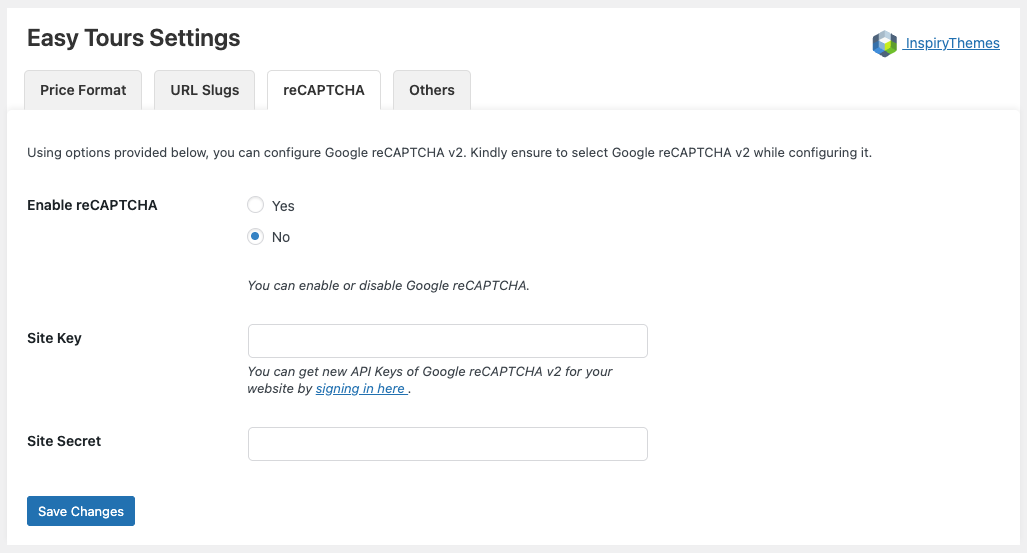 Easy Tours Settings
InspiryThemes
Price Format
URL Slugs
reCAPTCHA
Others
Using options provided below, you can configure Google reCAPTCHA v2. Kindly ensure to select Google reCAPTCHA v2 while configuring it.
Enable reCAPTCHA
Yes
No
You can enable or disable Google reCAPTCHA.
Site Key
You can get new API Keys of Google reCAPTCHA v2 for your
website by signing in here .
Site Secret
Save Changes